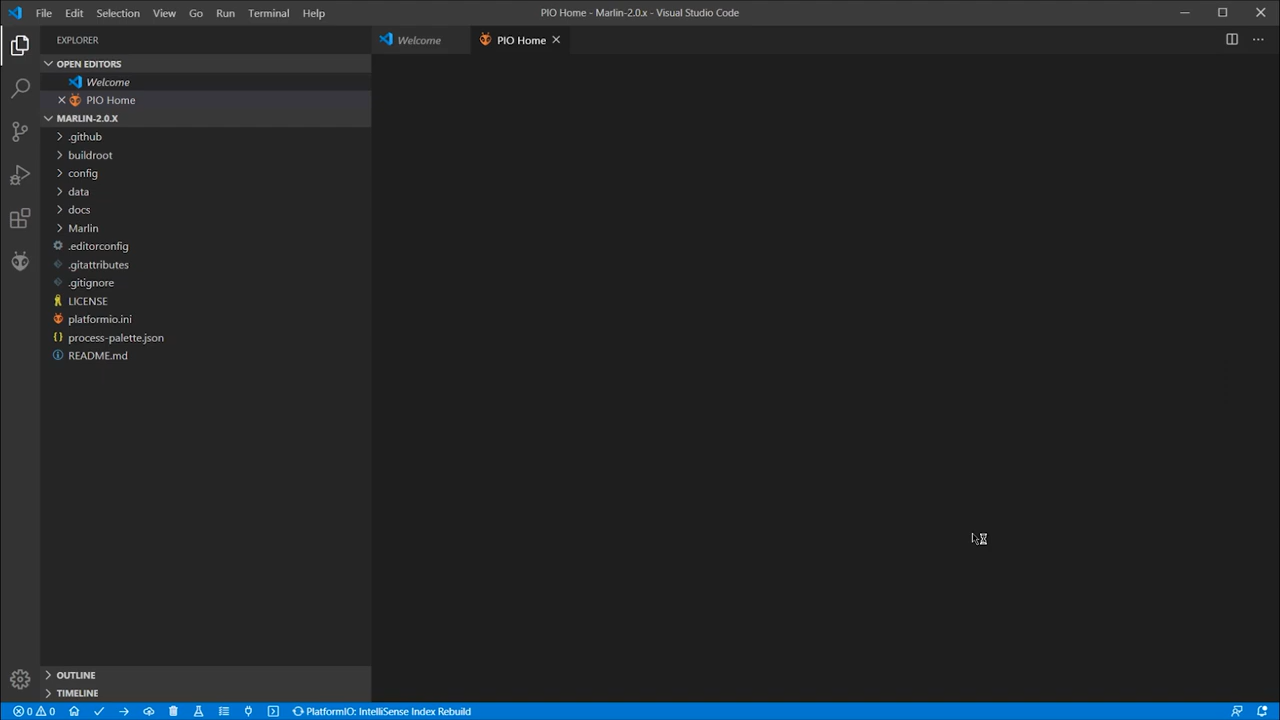 File Edit Selection View Go Run Terminal Help
PIO Home - Marlin-2.0.x - Visual Studio Code
EXPLORER
Welcome
PIO Home
OPEN EDITORS
Welcome
PIO Home
MARLIN-2.0.X
.github
buildroot
config
data
docs
Marlin
.editorconfig
.gitattributes
.gitignore
LICENSE
platformio.ini
process-palette.json
README.md
OUTLINE
TIMELINE
0 0
PlatformIO: IntelliSense Index Rebuild